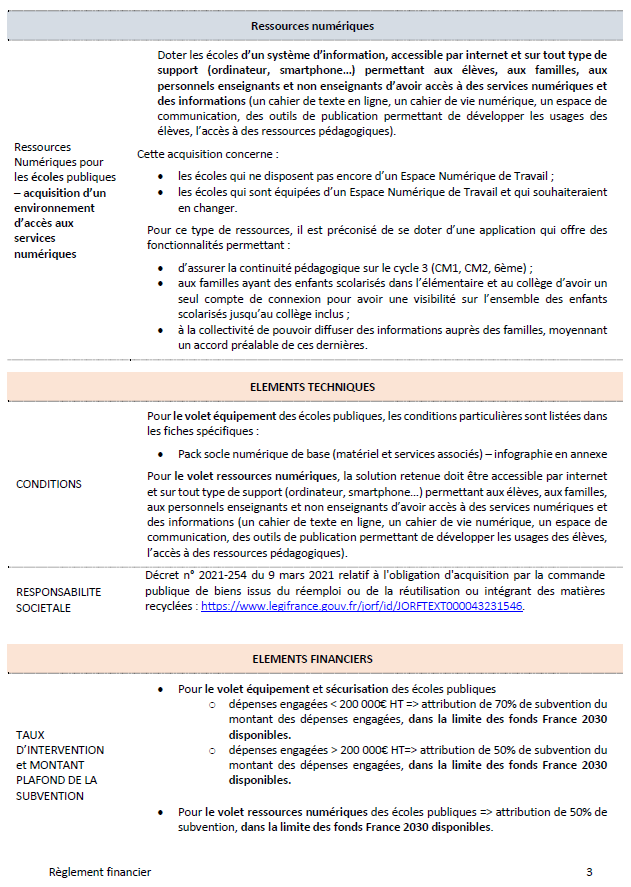 Ressources numériques
Doter les écoles d’un système d’information, accessible par internet et sur tout type de
support (ordinateur, smartphone…) permettant aux élèves, aux familles, aux
personnels enseignants et non enseignants d’avoir accès à des services numériques et
des informations (un cahier de texte en ligne, un cahier de vie numérique, un espace de
communication, des outils de publication permettant de développer les usages des
élèves, l’accès à des ressources pédagogiques).
Ressources
Numériques pour
les écoles publiques
– acquisition d’un
environnement
d’accès aux
services
numériques
Cette acquisition concerne :
• les écoles qui ne disposent pas encore d’un Espace Numérique de Travail ;
• les écoles qui sont équipées d’un Espace Numérique de Travail et qui souhaiteraient
en changer.
Pour ce type de ressources, il est préconisé de se doter d’une application qui offre des
fonctionnalités permettant :
• d’assurer la continuité pédagogique sur le cycle 3 (CM1, CM2, 6ème) ;
• aux familles ayant des enfants scolarisés dans l’élémentaire et au collège d’avoir un
seul compte de connexion pour avoir une visibilité sur l’ensemble des enfants
scolarisés jusqu’au collège inclus ;
• à la collectivité de pouvoir diffuser des informations auprès des familles, moyennant
un accord préalable de ces dernières.
ELEMENTS TECHNIQUES
CONDITIONS
Pour le volet équipement des écoles publiques, les conditions particulières sont listées dans
les fiches spécifiques :
• Pack socle numérique de base (matériel et services associés) – infographie en annexe
Pour le volet ressources numériques, la solution retenue doit être accessible par internet
et sur tout type de support (ordinateur, smartphone…) permettant aux élèves, aux familles,
aux personnels enseignants et non enseignants d’avoir accès à des services numériques et
des informations (un cahier de texte en ligne, un cahier de vie numérique, un espace de
communication, des outils de publication permettant de développer les usages des élèves,
l’accès à des ressources pédagogiques).
RESPONSABILITE
SOCIETALE
Décret n° 2021-254 du 9 mars 2021 relatif à l'obligation d'acquisition par la commande
publique de biens issus du réemploi ou de la réutilisation ou intégrant des matières
recyclées : https://www.legifrance.gouv.fr/jorf/id/JORFTEXT000043231546.
ELEMENTS FINANCIERS
TAUX
D’INTERVENTION
et MONTANT
PLAFOND DE LA
SUBVENTION
• Pour le volet équipement et sécurisation des écoles publiques
o dépenses engagées < 200 000€ HT => attribution de 70% de subvention du
montant des dépenses engagées, dans la limite des fonds France 2030
disponibles.
o dépenses engagées > 200 000€ HT=> attribution de 50% de subvention du
montant des dépenses engagées, dans la limite des fonds France 2030
disponibles.
• Pour le volet ressources numériques des écoles publiques => attribution de 50% de
subvention, dans la limite des fonds France 2030 disponibles.
Règlement financier 3